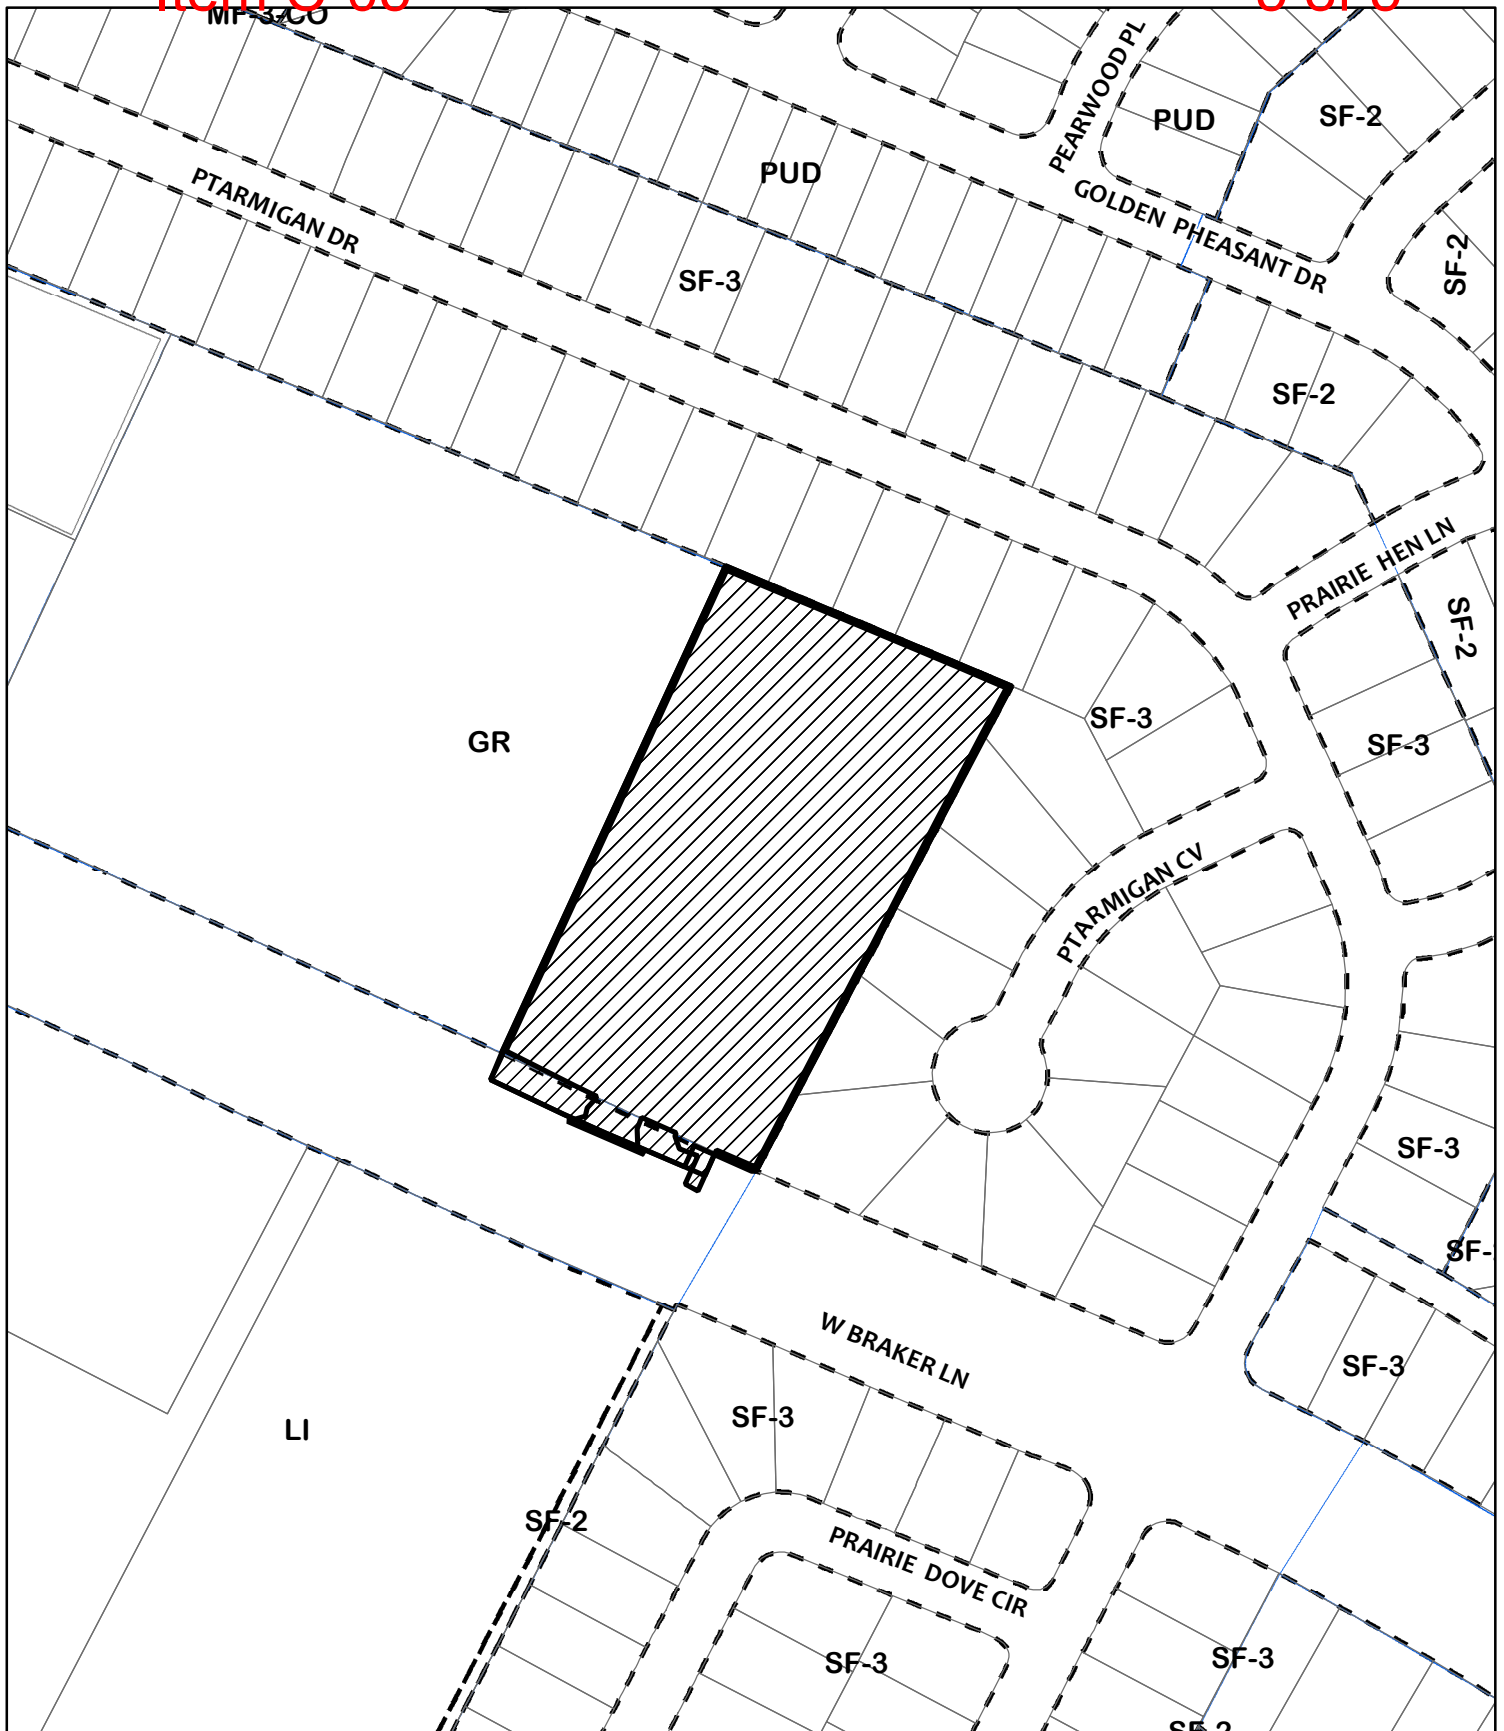 MF-3-CO
PEARWOOD PL
PUD
SF-2
PUD
PTARMIGAN DR
GOLDEN PHEASANT DR
SF-2
SF-3
SF-2
PRAIRIE HEN LN
SF-2
SF-3
SF-3
GR
PTARMIGAN CV
SF-3
SF-
W BRAKER LN
SF-3
SF-3
LI
SF-2
PRAIRIE DOVE CIR
SF-3
SF-3